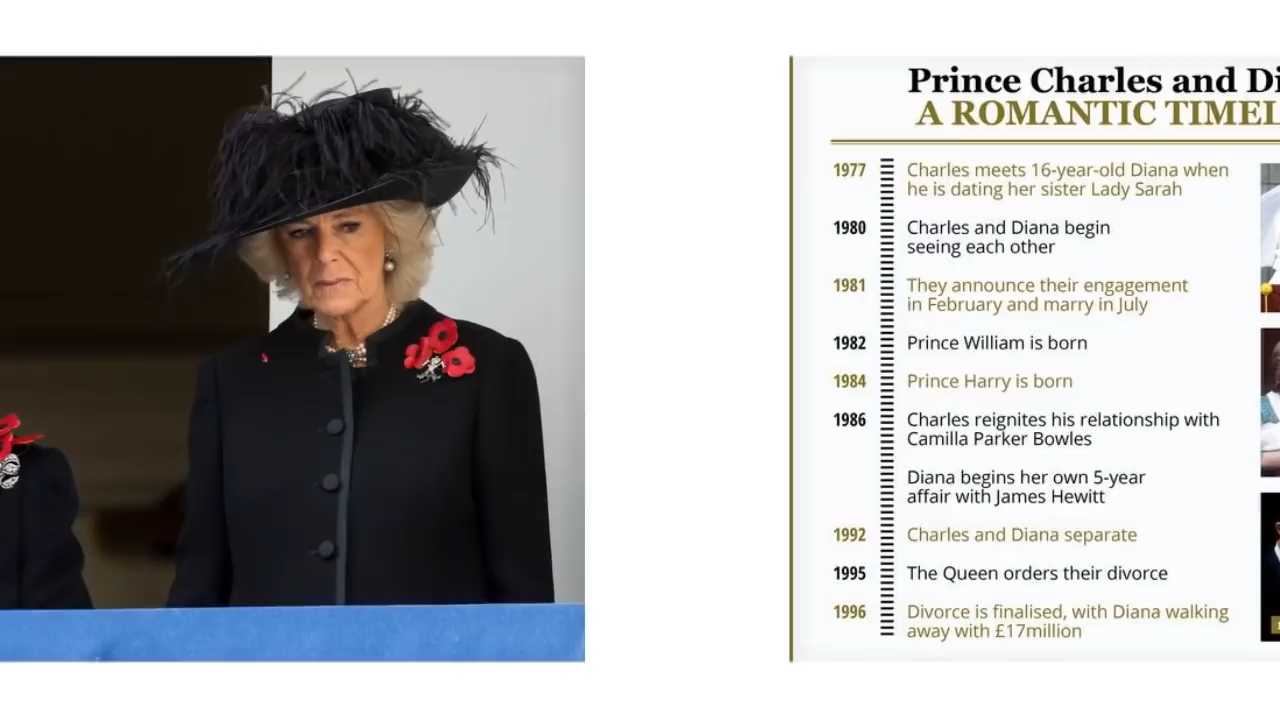 Prince Charles and Di
A ROMANTIC TIMEL
1977 Charles meets 16-year-old Diana when
he is dating her sister Lady Sarah
1980 Charles and Diana begin
seeing each other
1981 They announce their engagement
in February and marry in July
1982 Prince William is born
1984 Prince Harry is born
1986 Charles reignites his relationship with
Camilla Parker Bowles
Diana begins her own 5-year
affair with James Hewitt
1992 Charles and Diana separate
1995 The Queen orders their divorce
1996 Divorce is finalised, with Diana walking
away with £17million